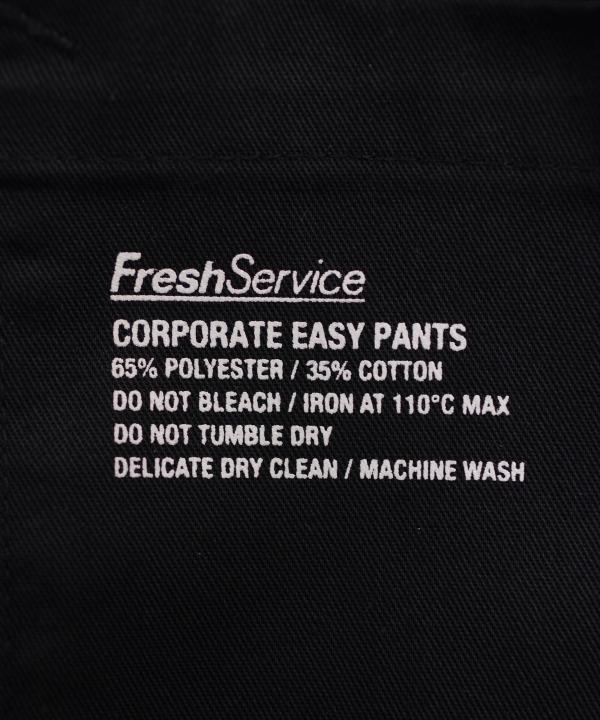 FreshService
CORPORATE EASY PANTS
65% POLYESTER / 35% COTTON
DO NOT BLEACH / IRON AT 110°C MAX
DO NOT TUMBLE DRY
DELICATE DRY CLEAN / MACHINE WASH